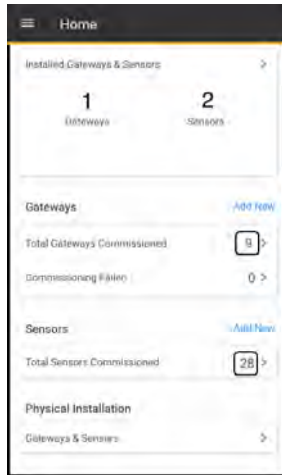 Home
Installed Gateways & Sensors
1 2
Gateways Sensors
Gateways Add New
Total Gateways Commissioned 9
Commissioning Failed 0
Sensors Add New
Total Sensors Commissioned 28
Physical Installation
Gateways & Sensors